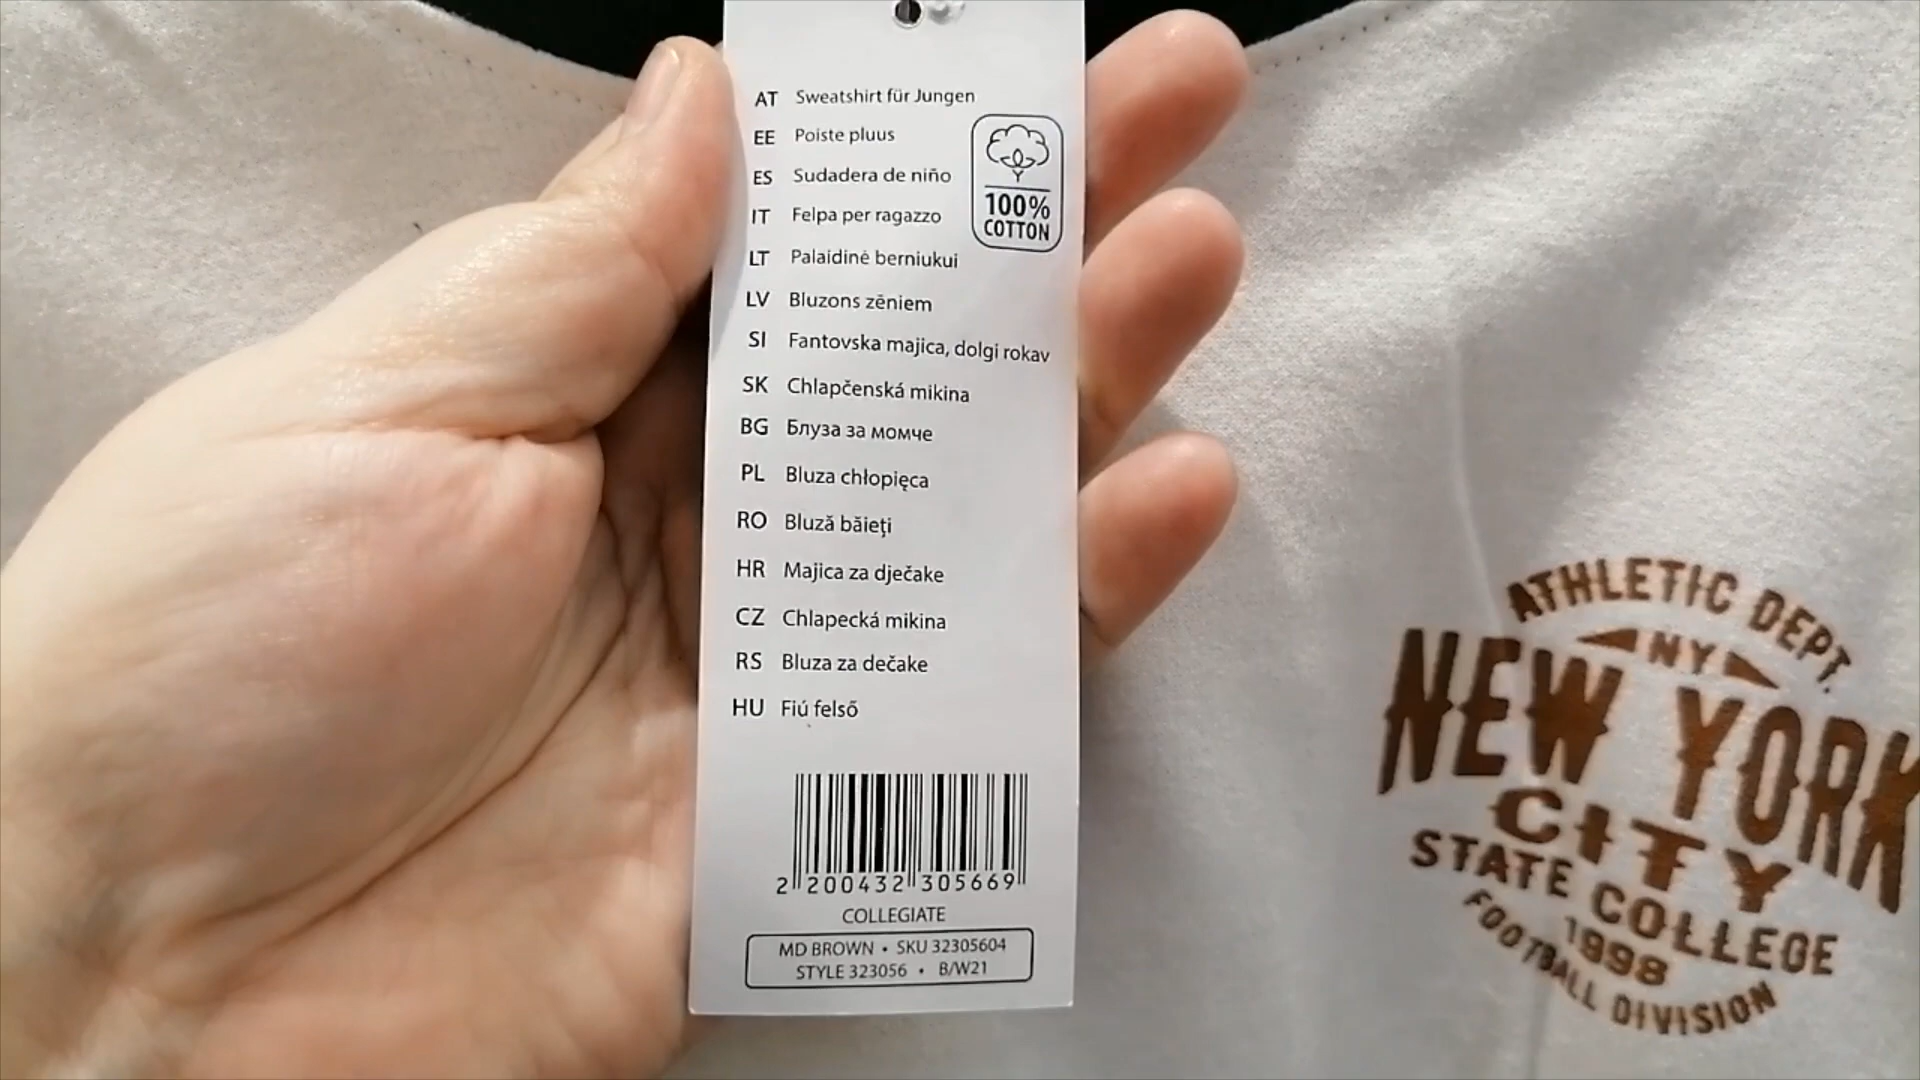 AT Sweatshirt für Jungen
EE Poiste pluus
ES Sudadera de niño
IT Felpa per ragazzo
LT Palaidinė berniukui
LV Bluzons zēniem
SI Fantovska majica, dolgi rokav
SK Chlapčenská mikina
BG Блуза за момче
PL Bluza chłopięca
RO Bluză băieți
HR Majica za dječake
CZ Chlapecká mikina
RS Bluza za dečake
HU Fiú felső
100%
COTTON
2 200432 305669
COLLEGIATE
MD BROWN • SKU 32305604
STYLE 323056 • B/W21
ATHLETIC DEPT.
NY
NEW YORK
CITY
STATE COLLEGE
1998
FOOTBALL DIVISION